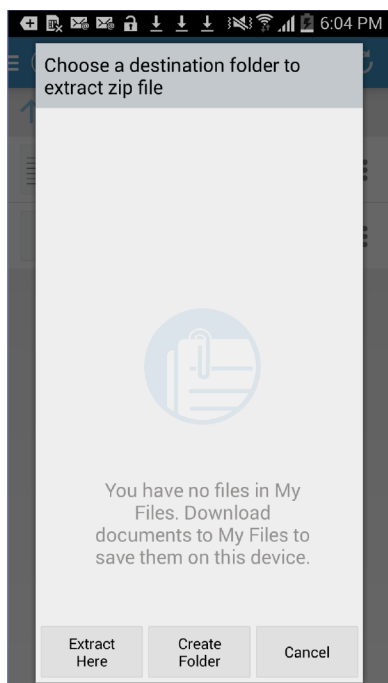 6:04 PM
Choose a destination folder to
extract zip file
You have no files in My
Files. Download
documents to My Files to
save them on this device.
Extract
Here
Create
Folder
Cancel